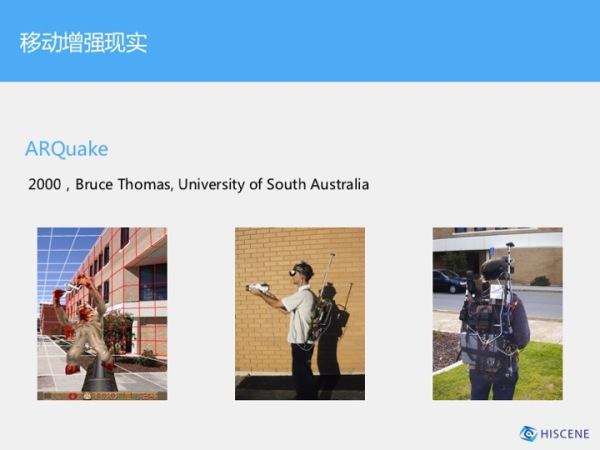 移动增强现实
ARQuake
2000，Bruce Thomas, University of South Australia
HISCENE